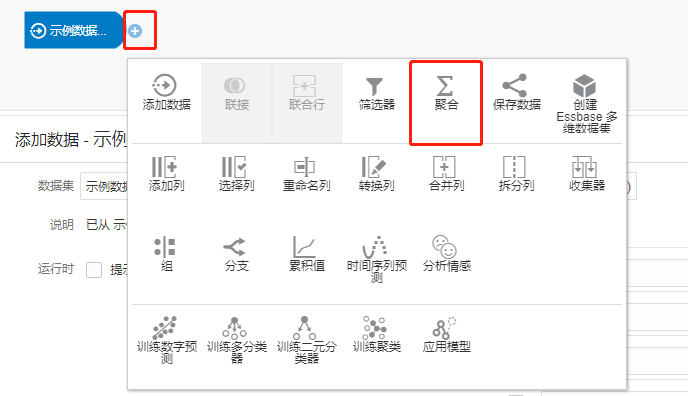 示例数据...
添加数据
联接
联合行
筛选器
聚合
保存数据
创建
Essbase 多
维数据集
添加数据 - 示例
数据集
示例数据
添加列
选择列
重命名列
转换列
合并列
拆分列
收集器
)
说明
已从 示例
运行时
提示
组
分支
累积值
时间序列预
测
分析情感
训练数字预
测
训练多分类
器
训练二元分
类器
训练聚类
应用模型